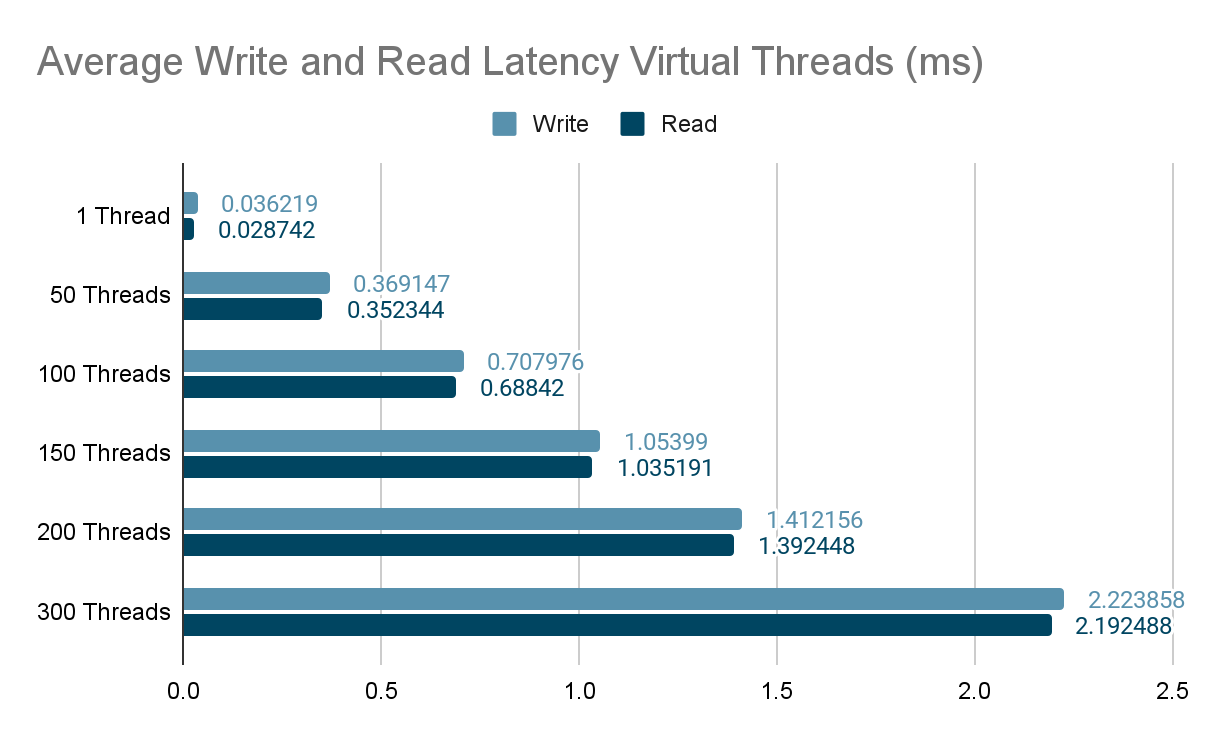 Average Write and Read Latency Virtual Threads (ms)
Write Read
1 Thread 0.036219
0.028742
50 Threads 0.369147
0.352344
100 Threads 0.707976
0.68842
150 Threads 1.05399
1.035191
200 Threads 1.412156
1.392448
300 Threads 2.223858
2.192488
0.0 0.5 1.0 1.5 2.0 2.5